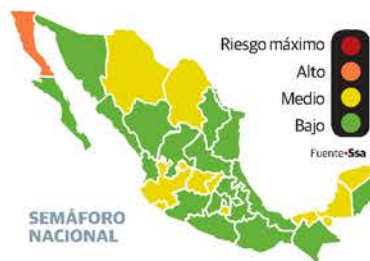 Riesgo máximo
Alto
Medio
Bajo
Fuente•Ssa
SEMÁFORO
NACIONAL